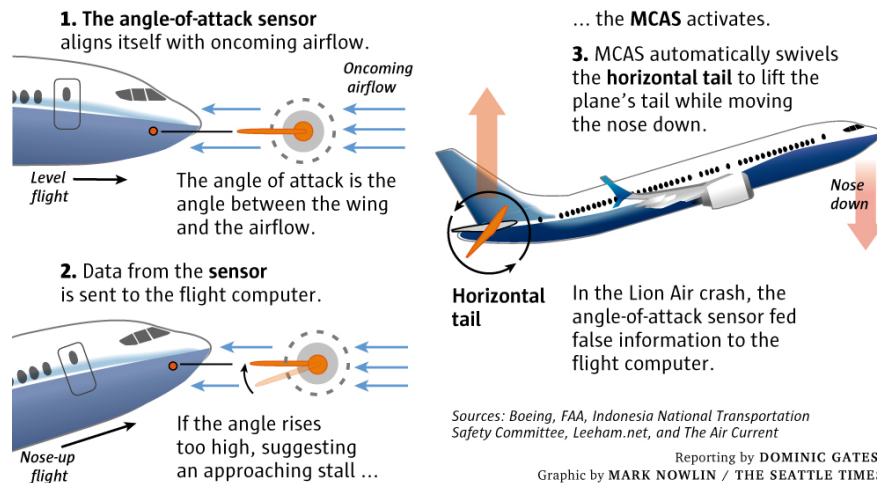 1. The angle-of-attack sensor
aligns itself with oncoming airflow.
Oncoming
airflow
Level
flight
The angle of attack is the
angle between the wing
and the airflow.
2. Data from the sensor
is sent to the flight computer.
Nose-up
flight
If the angle rises
too high, suggesting
an approaching stall ...
... the MCAS activates.
3. MCAS automatically swivels
the horizontal tail to lift the
plane's tail while moving
the nose down.
Nose
down
Horizontal
tail
In the Lion Air crash, the
angle-of-attack sensor fed
false information to the
flight computer.
Sources: Boeing, FAA, Indonesia National Transportation
Safety Committee, Leeham.net, and The Air Current
Reporting by DOMINIC GATES,
Graphic by MARK NOWLIN / THE SEATTLE TIMES